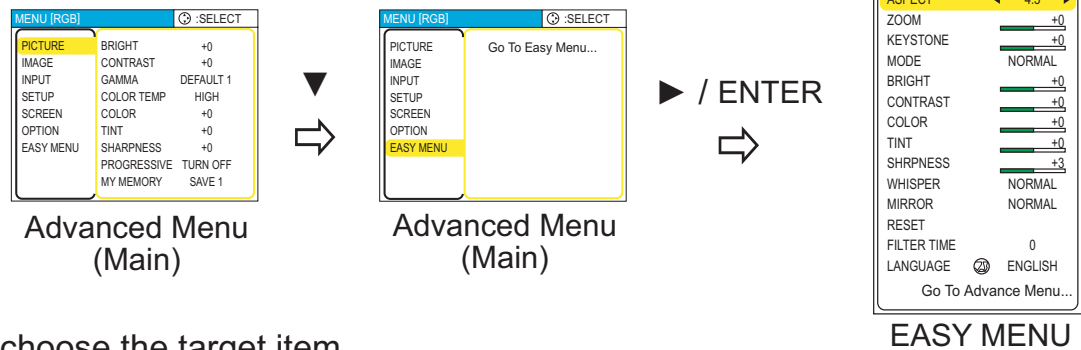 MENU [RGB] :SELECT
PICTURE BRIGHT +0
IMAGE CONTRAST +0
INPUT GAMMA DEFAULT 1
SETUP COLOR TEMP HIGH
SCREEN COLOR +0
OPTION TINT +0
EASY MENU SHARPNESS +0
PROGRESSIVE TURN OFF
MY MEMORY SAVE 1
Advanced Menu
(Main)
▼
MENU [RGB] :SELECT
PICTURE Go To Easy Menu...
IMAGE
INPUT
SETUP
SCREEN
OPTION
EASY MENU
Advanced Menu
(Main)
► / ENTER
ASPECT 4:3
ZOOM +0
KEYSTONE +0
MODE NORMAL
BRIGHT +0
CONTRAST +0
COLOR +0
TINT +0
SHRPNESS +3
WHISPER NORMAL
MIRROR NORMAL
RESET
FILTER TIME 0
LANGUAGE ENGLISH
Go To Advance Menu...
EASY MENU
choose the target item